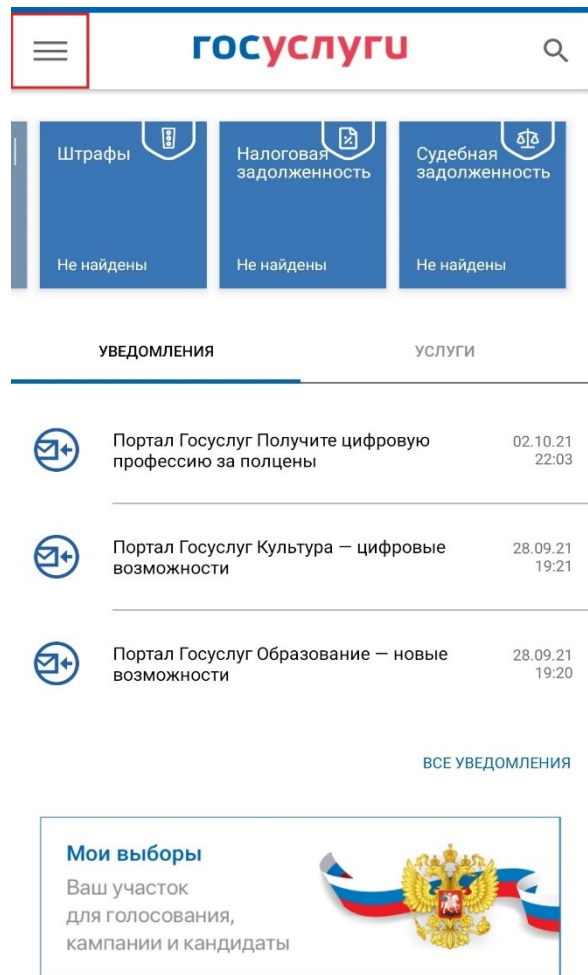 госуслуги
Штрафы
Не найдены
Налоговая
задолженность
Не найдены
Судебная
задолженность
Не найдены
УВЕДОМЛЕНИЯ
УСЛУГИ
Портал Госуслуг Получите цифровую
профессию за полцены
02.10.21
22:03
Портал Госуслуг Культура — цифровые
возможности
28.09.21
19:21
Портал Госуслуг Образование — новые
возможности
28.09.21
19:20
ВСЕ УВЕДОМЛЕНИЯ
Мои выборы
Ваш участок
для голосования,
кампании и кандидаты